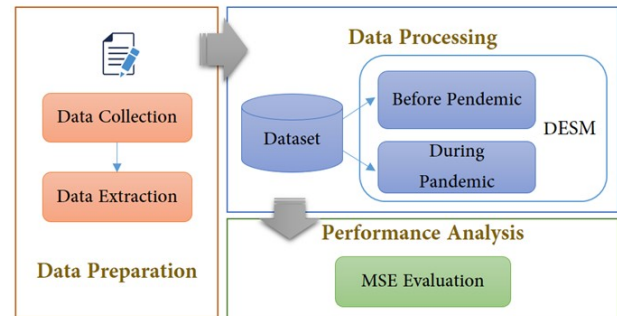 Data Collection
Data Extraction
Data Preparation
Data Processing
Dataset
Before Pendemic
During
Pandemic
DESM
Performance Analysis
MSE Evaluation